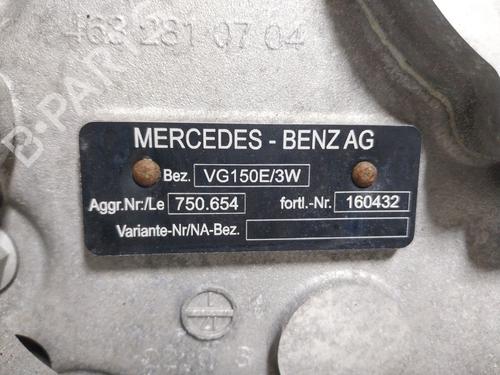 463 281 07 04
MERCEDES - BENZ AG
Bez. VG150E/3W
Aggr.Nr/Le 750.654 fortl.-Nr. 160432
Variante-Nr/NA-Bez.
B-PARTS